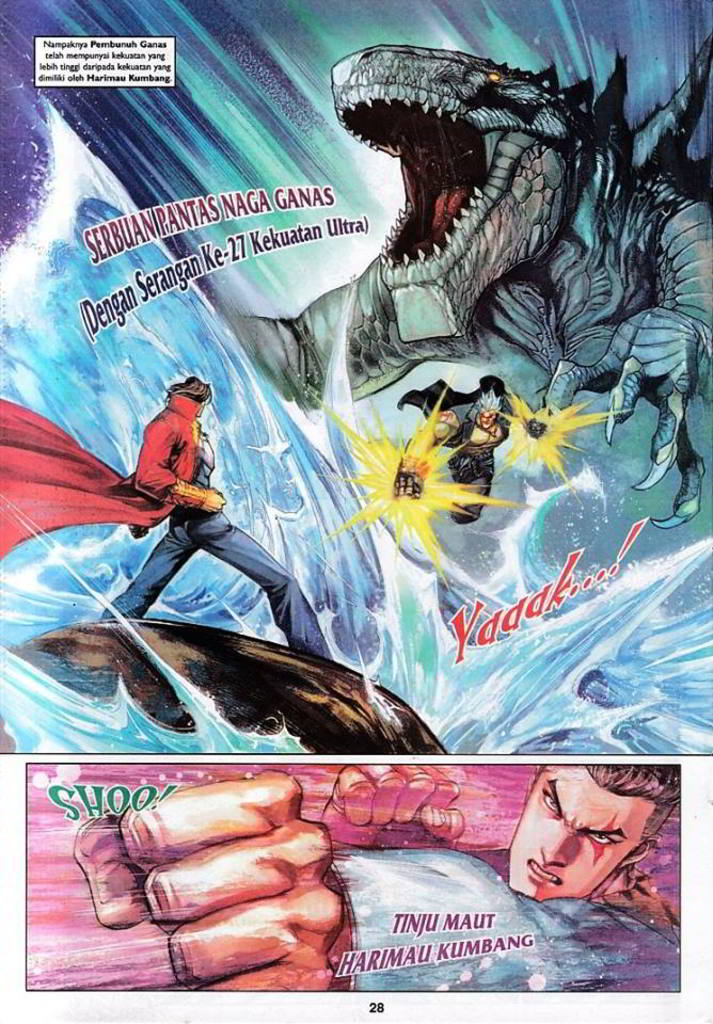 Nampaknya Pembunuh Ganas
telah mempunyai kekuatan yang
lebih tinggi daripada kekuatan yang
dimiliki oleh Harimau Kumbang.
SERBUAN PANTAS NAGA GANAS
(Dengan Serangan Ke-27 Kekuatan Ultra)
Yaaak....!
SHOO!
TINJU MAUT
HARIMAU KUMBANG
28